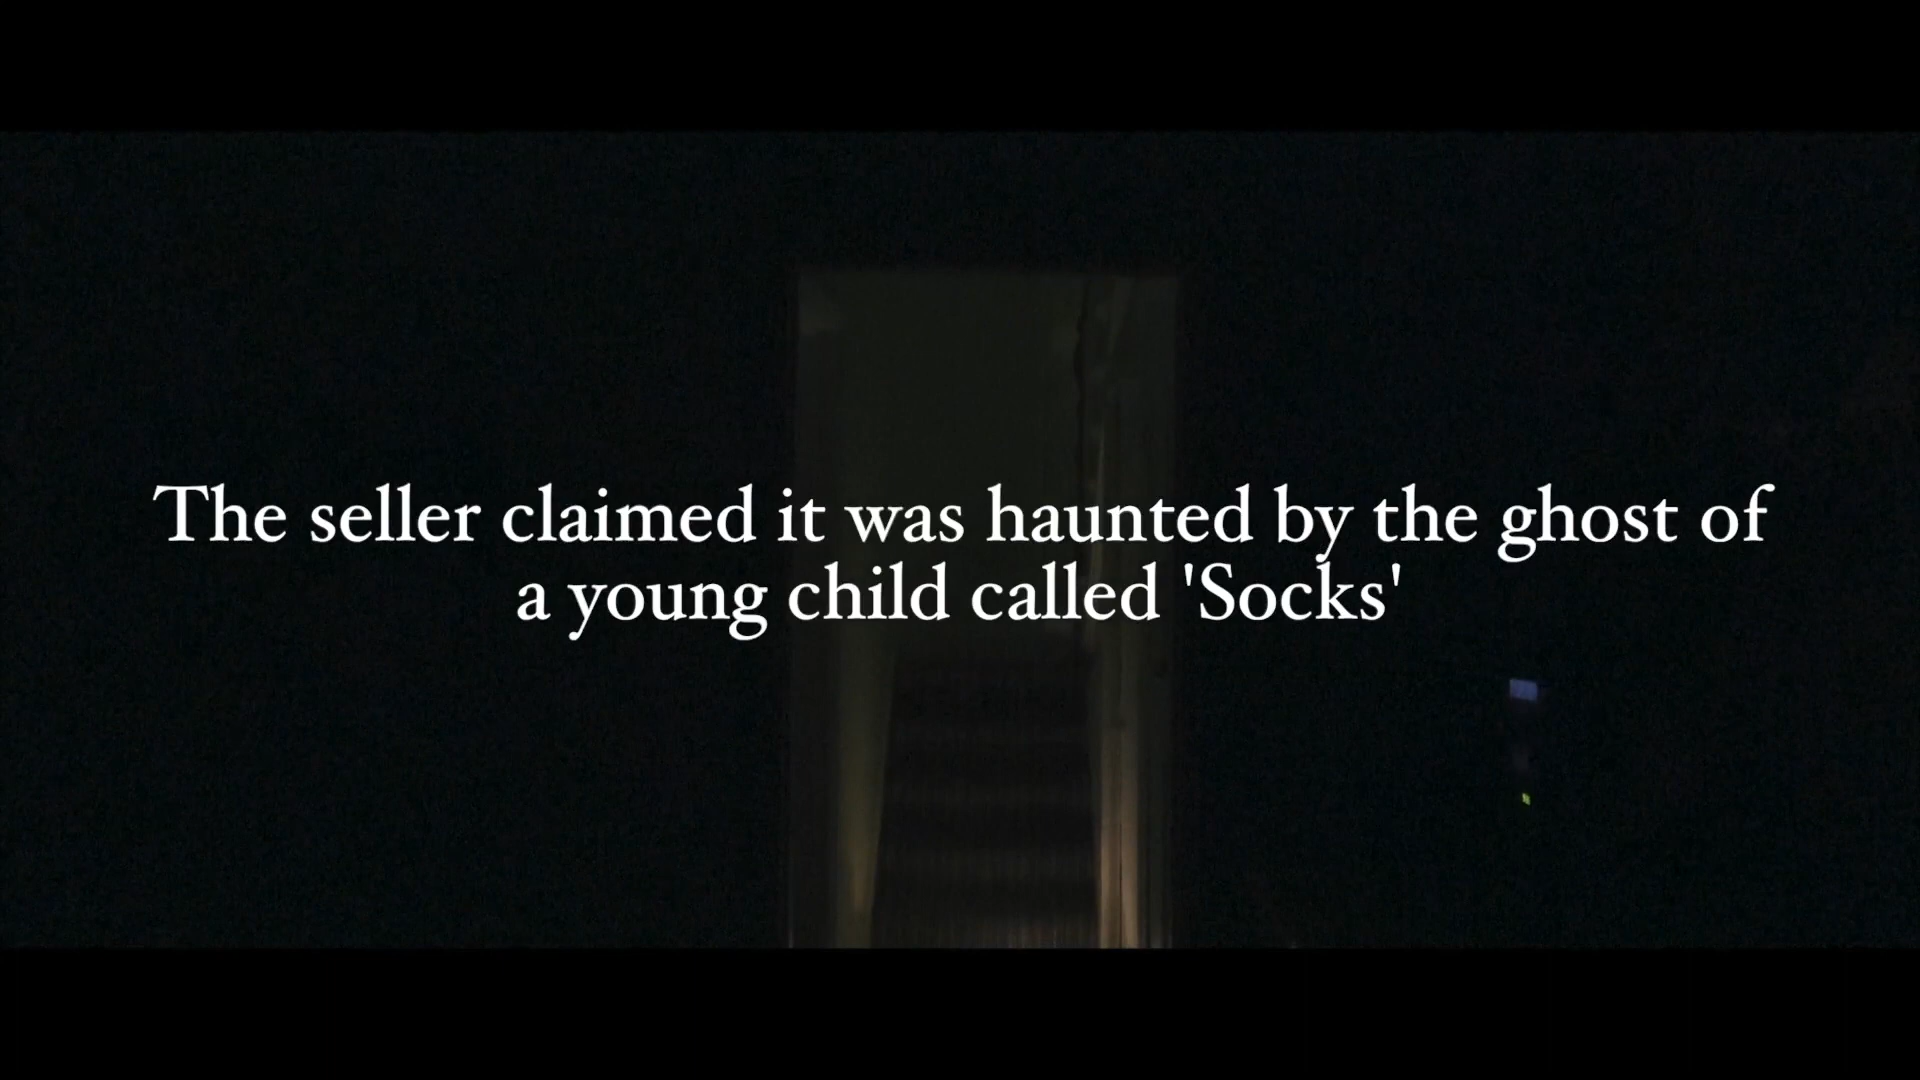 The seller claimed it was haunted by the ghost of
a young child called 'Socks'